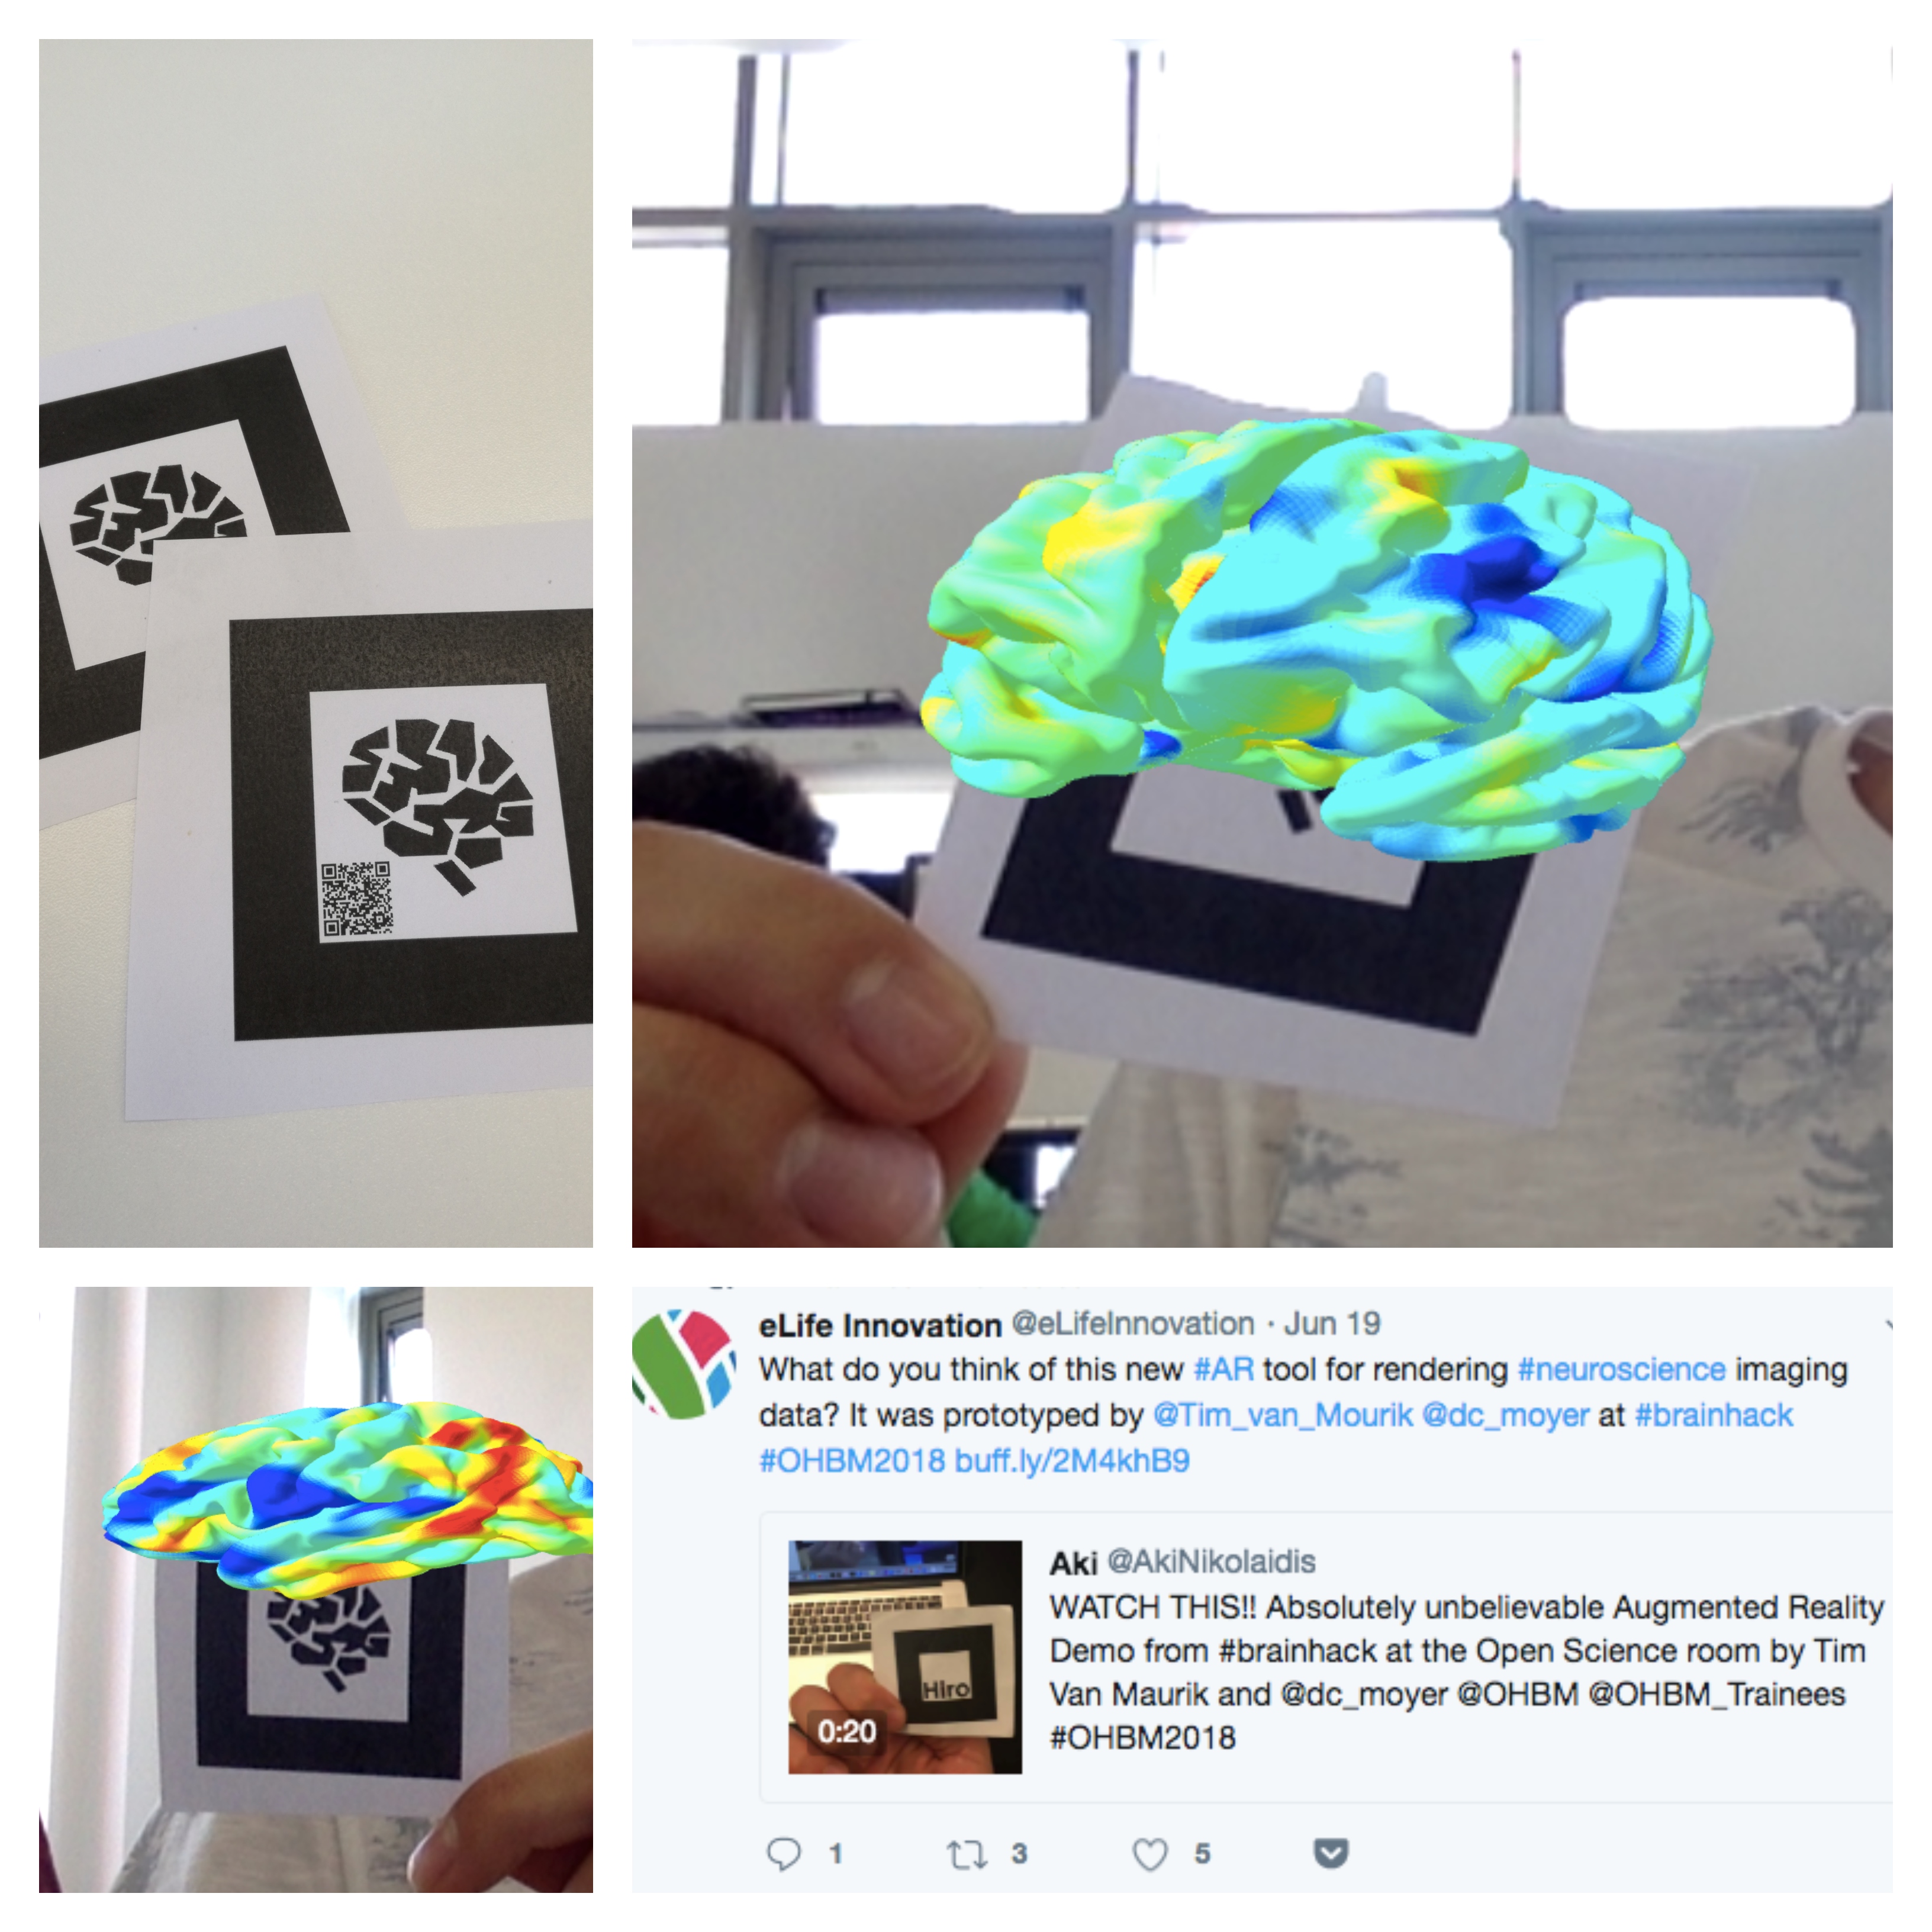 eLife Innovation @eLifeInnovation · Jun 19
What do you think of this new #AR tool for rendering #neuroscience imaging
data? It was prototyped by @Tim_van_Mourik @dc_moyer at #brainhack
#OHBM2018 buff.ly/2M4khB9
Aki @AkiNikolaidis
WATCH THIS!! Absolutely unbelievable Augmented Reality
Demo from #brainhack at the Open Science room by Tim
Van Maurik and @dc_moyer @OHBM @OHBM_Trainees
#OHBM2018
Hiro
0:20
1 3 5